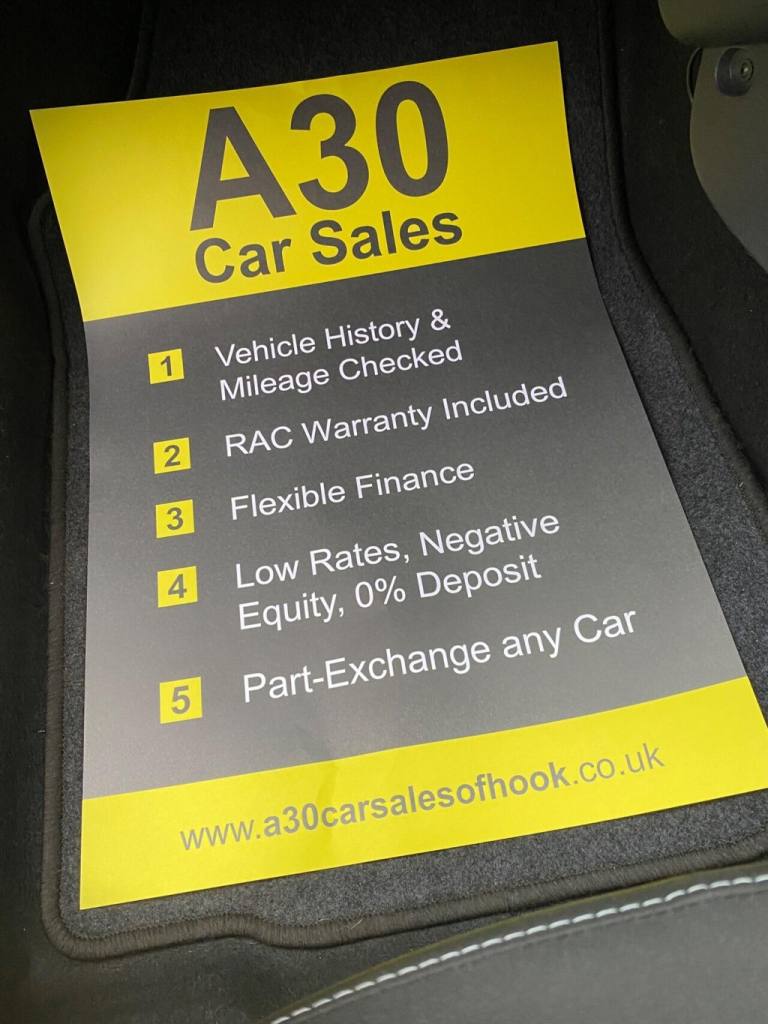 A30
Car Sales
1 Vehicle History &
Mileage Checked
2 RAC Warranty Included
3 Flexible Finance
4 Low Rates, Negative
Equity, 0% Deposit
5 Part-Exchange any Car
www.a30carsalesofhook.co.uk